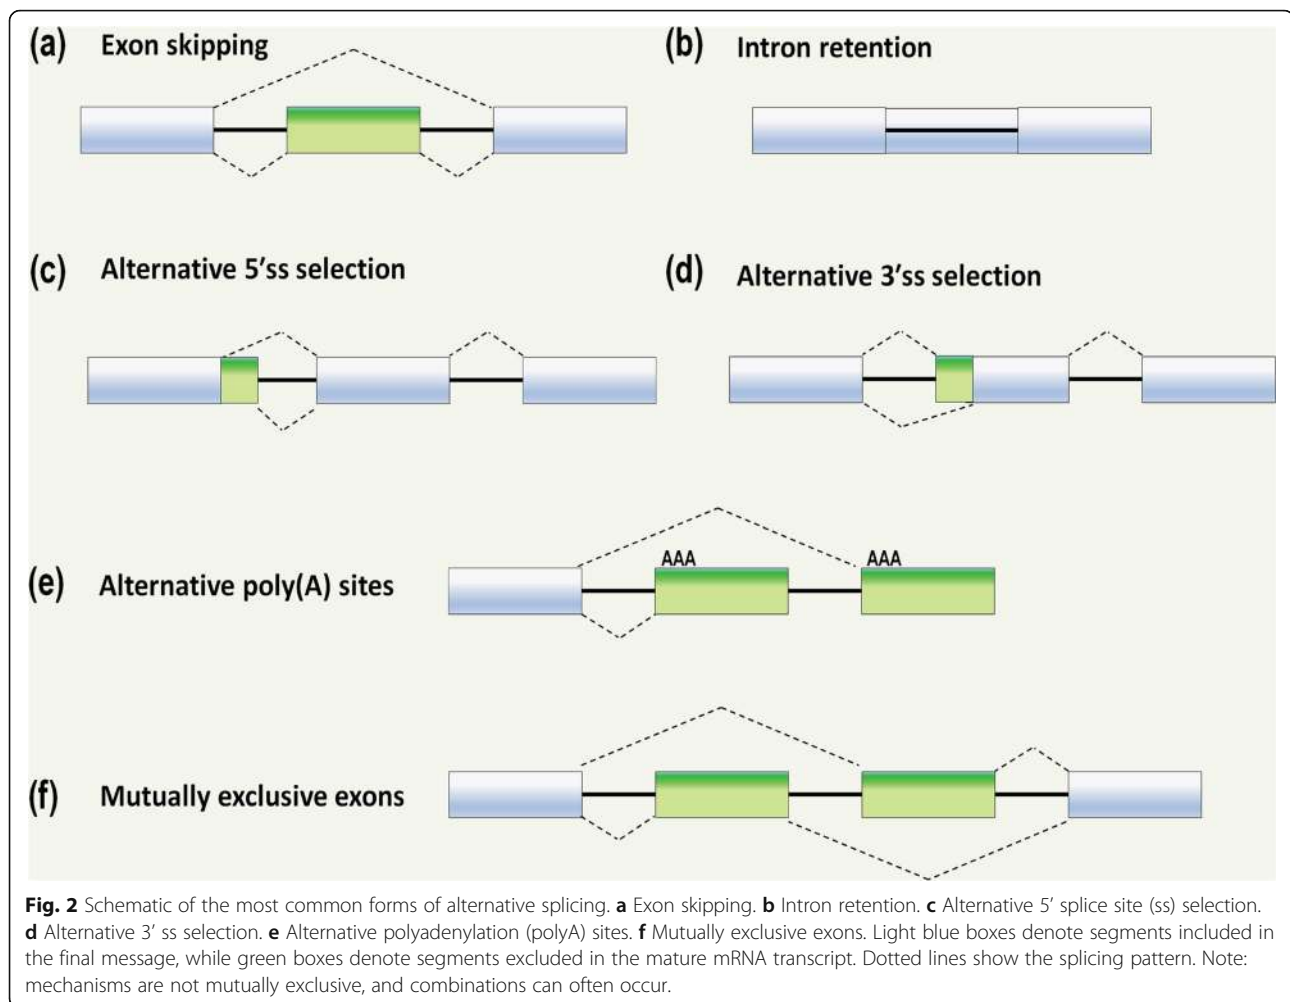 (a) Exon skipping
(b) Intron retention
(c) Alternative 5’ss selection
(d) Alternative 3’ss selection
AAA AAA
(e) Alternative poly(A) sites
(f) Mutually exclusive exons
Fig. 2 Schematic of the most common forms of alternative splicing. a Exon skipping. b Intron retention. c Alternative 5′ splice site (ss) selection.
d Alternative 3′ ss selection. e Alternative polyadenylation (polyA) sites. f Mutually exclusive exons. Light blue boxes denote segments included in
the final message, while green boxes denote segments excluded in the mature mRNA transcript. Dotted lines show the splicing pattern. Note:
mechanisms are not mutually exclusive, and combinations can often occur.